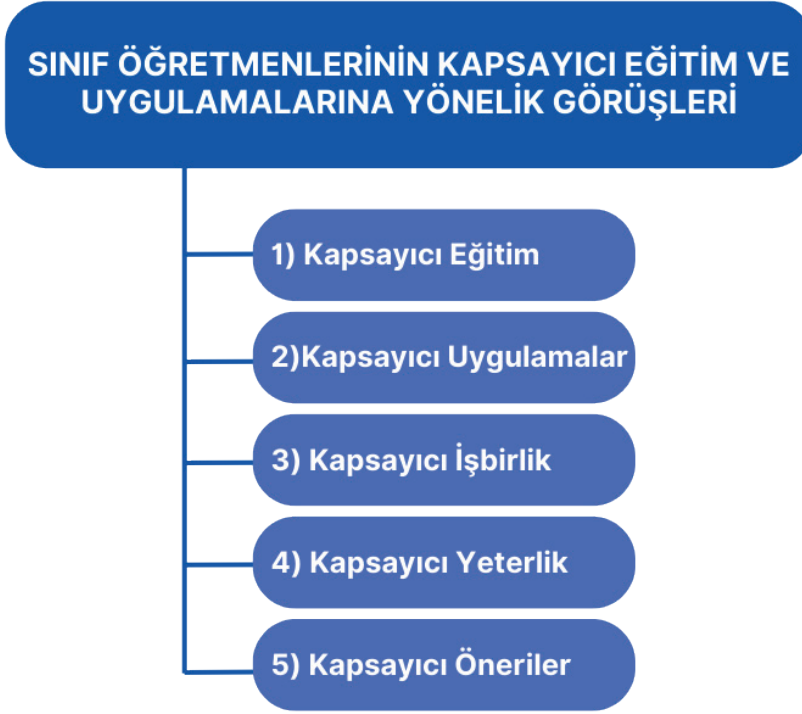 SINIF ÖĞRETMENLERİNİN KAPSAYICI EĞİTİM VE
UYGULAMALARINA YÖNELİK GÖRÜŞLERİ
1) Kapsayıcı Eğitim
2)Kapsayıcı Uygulamalar
3) Kapsayıcı İşbirlik
4) Kapsayıcı Yeterlik
5) Kapsayıcı Öneriler